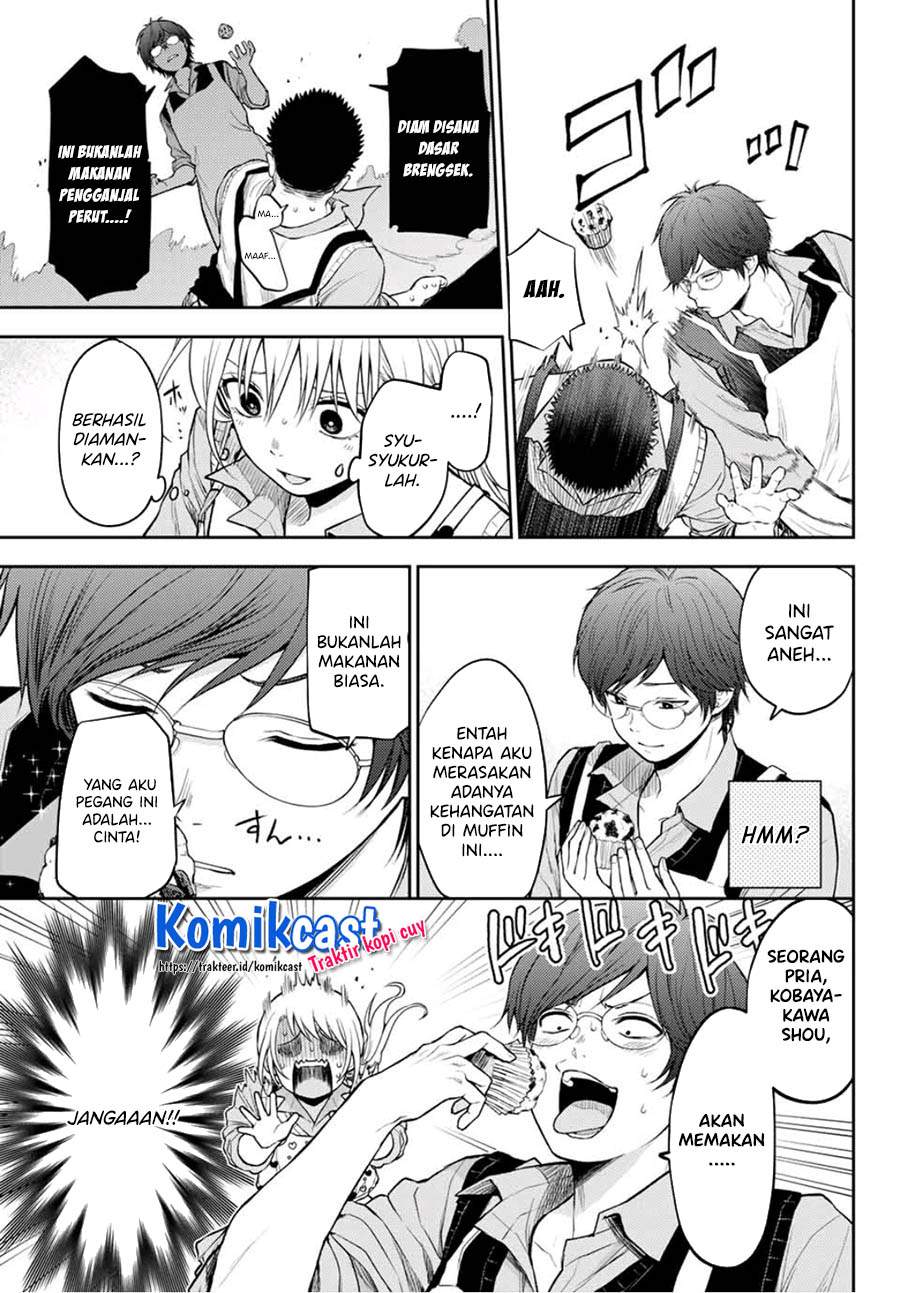 ゴッ
AAH.
DIAM DISANA
DASAR
BRENGSEK.
INI BUKANLAH
MAKANAN
PENGGANJAL
PERUT.....!
MA...
MAAF...
.....!
SYU-
SYUKUR-
LAH.
BERHASIL
DIAMAN-
KAN...?
INI
SANGAT
ANEH...
HMM?
ENTAH
KENAPA AKU
MERASAKAN
ADANYA
KEHANGATAN
DI MUFFIN
INI....
INI
BUKANLAH
MAKANAN
BIASA.
YANG AKU
PEGANG INI
ADALAH...
CINTA!
すん...
SEORANG
PRIA,
KOBAYA-
KAWA
SHOU,
AKAN
MEMAKAN
.....
ドキドキドキ
Komikcast
https://trakteer.id/komikcast
Traktir kopi cuy
JANGAAAN!!